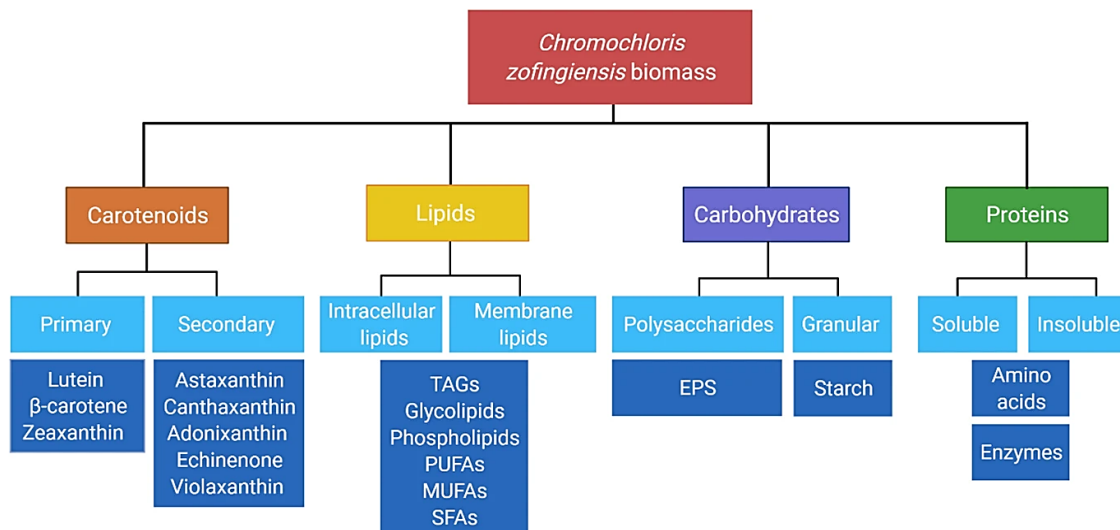 Chromochloris
zofingiensis biomass
Carotenoids
Lipids
Carbohydrates
Proteins
Primary
Secondary
Intracellular
lipids
Membrane
lipids
Polysaccharides
Granular
Soluble
Insoluble
Lutein
β-carotene
Zeaxanthin
Astaxanthin
Canthaxanthin
Adonixanthin
Echinenone
Violaxanthin
TAGs
Glycolipids
Phospholipids
PUFAs
MUFAs
SFAs
EPS
Starch
Amino
acids
Enzymes